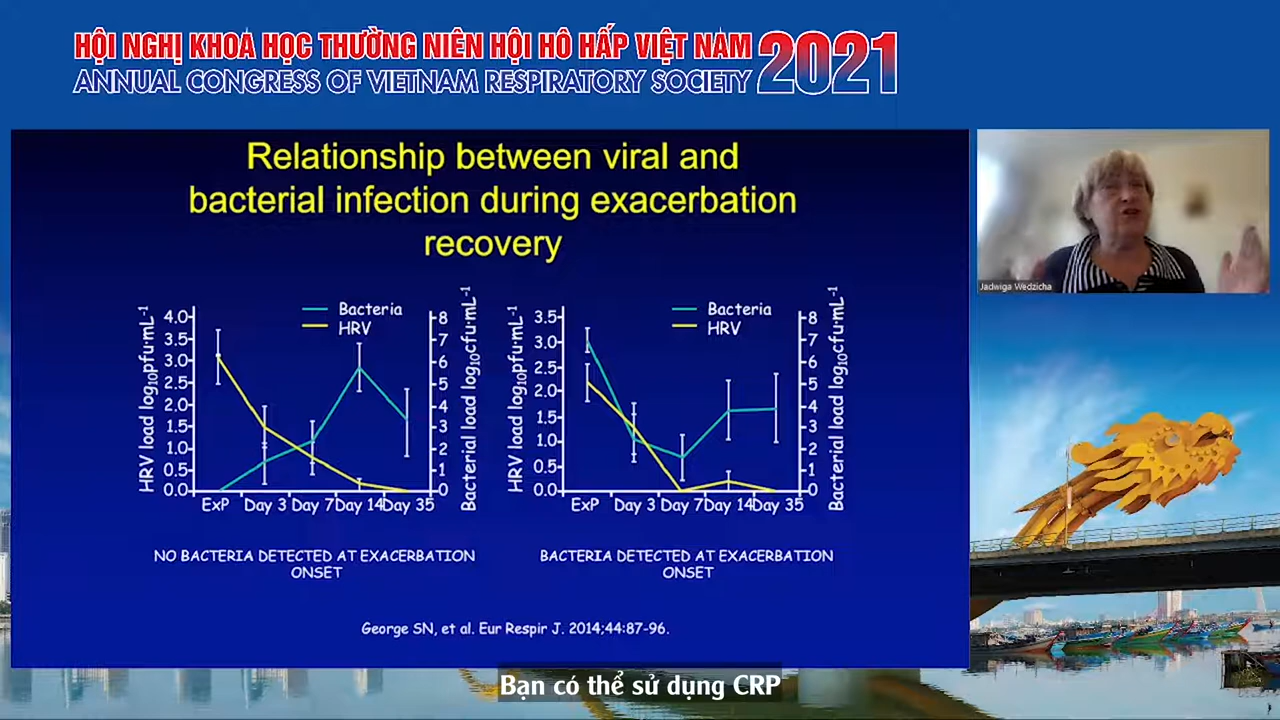 HỘI NGHỊ KHOA HỌC THƯỜNG NIÊN HỘI HÔ HẤP VIỆT NAM 2021
ANNUAL CONGRESS OF VIETNAM RESPIRATORY SOCIETY
Relationship between viral and
bacterial infection during exacerbation
recovery
Jadwiga Wedzicha
HRV load log10pfu·mL-1
4.0
3.5
3.0
2.5
2.0
1.5
1.0
0.5
0.0
Bacteria
HRV
8
7
6
5
4
3
2
1
0
Bacterial load log10cfu·mL-1
ExP Day 3 Day 7 Day 14 Day 35
NO BACTERIA DETECTED AT EXACERBATION
ONSET
HRV load log10pfu·mL-1
3.5
3.0
2.5
2.0
1.5
1.0
0.5
0.0
Bacteria
HRV
8
7
6
5
4
3
2
1
0
Bacterial load log10cfu·mL-1
ExP Day 3 Day 7 Day 14 Day 35
BACTERIA DETECTED AT EXACERBATION
ONSET
George SN, et al. Eur Respir J. 2014;44:87-96.
Bạn có thể sử dụng CRP